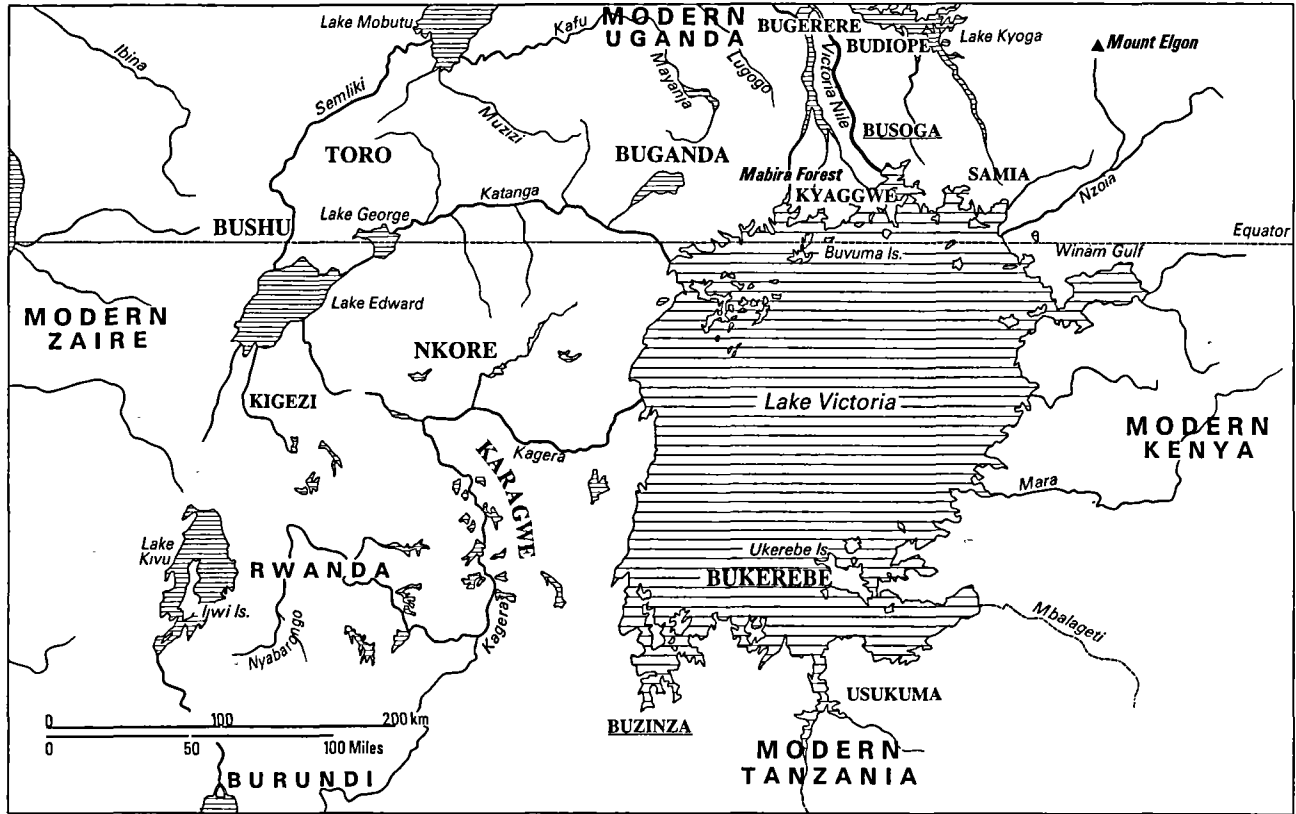 Lake Mobutu
Kafu
MODERN
UGANDA
BUGERERE
BUDIOPE
Lake Kyoga
Mount Elgon
Ibina
Semliki
Mayanja
Lugogo
Victoria Nile
Muzizi
BUSOGA
TORO
BUGANDA
Mabira Forest
KYAGGWE
SAMIA
Nzoia
Katanga
Lake George
BUSHU
Equator
Buvuma Is.
Winam Gulf
Lake Edward
MODERN
ZAIRE
NKORE
KIGEZI
Lake Victoria
MODERN
KENYA
Kagera
KARAGWE
Mara
Lake
Kivu
RWANDA
Ukerebe Is.
BUKEREBE
Ijwi Is.
Kagera
Mbalageti
Nyabarongo
USUKUMA
0 100 200 km
0 50 100 Miles
BUZINZA
MODERN
TANZANIA
BURUNDI